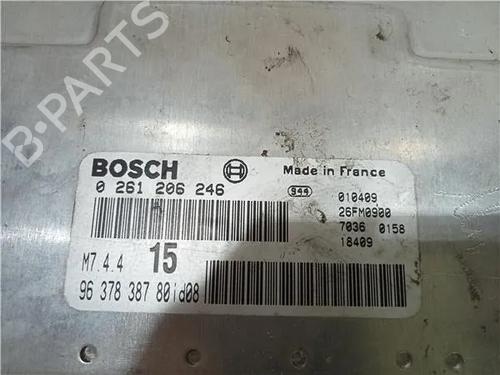 B-PARTS
BOSCH
Made in France
0 261 206 246
944
010409
26FM0900
7036 0158
18409
M7.4.4
15
96 378 387 80id08